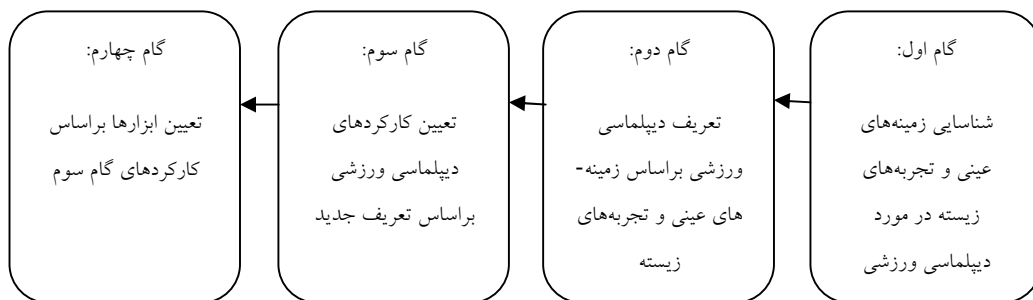 گام اول:
شناسایی زمینه‌های
عینی و تجربه‌های
زیسته در مورد
دیپلماسی ورزشی
گام دوم:
تعریف دیپلماسی
ورزشی براساس زمینه-
های عینی و تجربه‌های
زیسته
گام سوم:
تعیین کارکردهای
دیپلماسی ورزشی
براساس تعریف جدید
گام چهارم:
تعیین ابزارها براساس
کارکردهای گام سوم